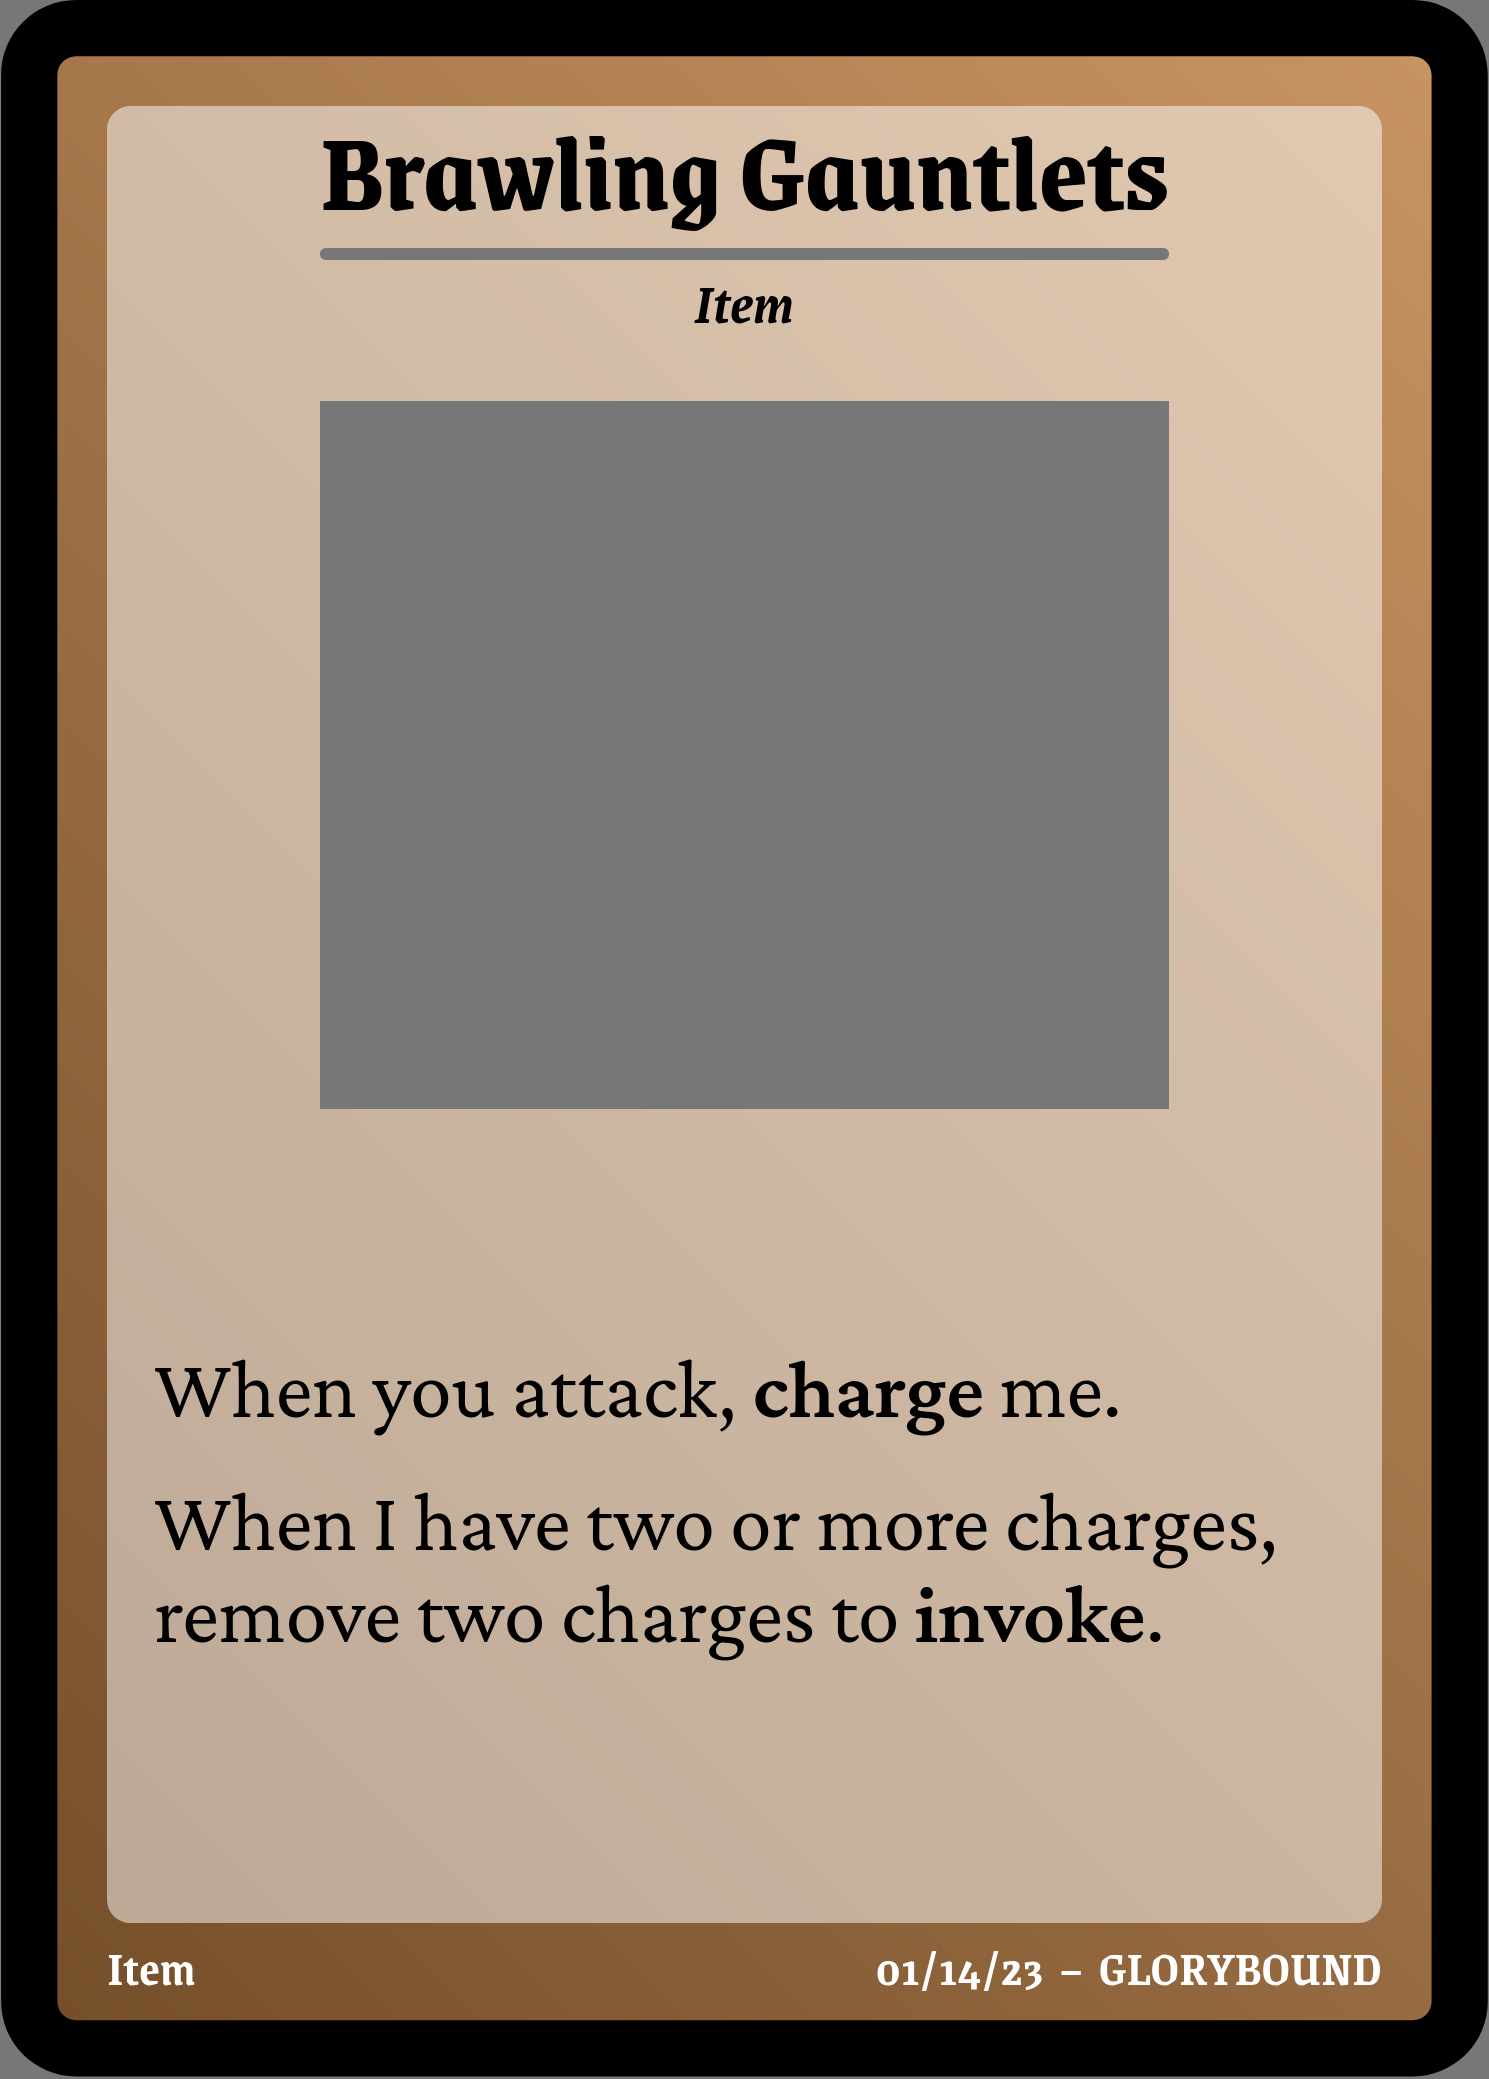 Brawling Gauntlets
Item
When you attack, charge me.
When I have two or more charges,
remove two charges to invoke.
Item
01/14/23 – GLORYBOUND